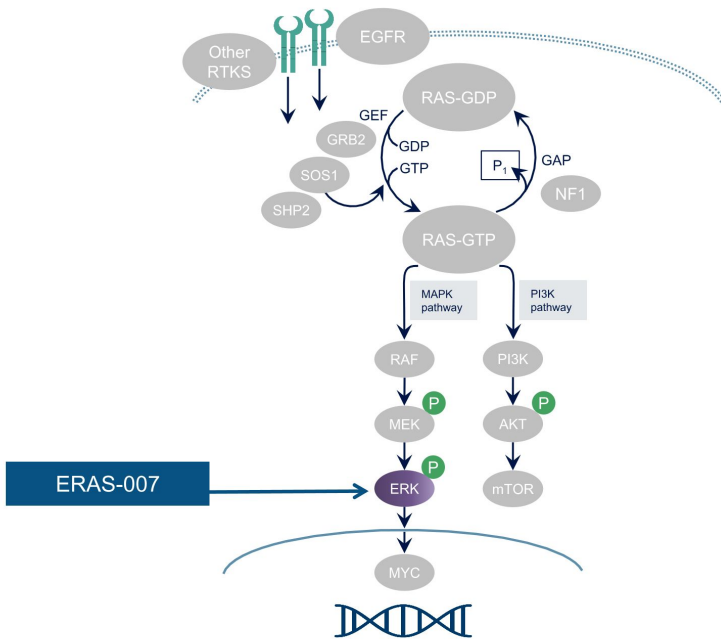 Other
RTKS
EGFR
RAS-GDP
GEF
GRB2
GDP
GTP
SOS1
SHP2
P1
GAP
NF1
RAS-GTP
MAPK
pathway
PI3K
pathway
RAF
PI3K
P
MEK
P
AKT
P
ERK
mTOR
ERAS-007
MYC